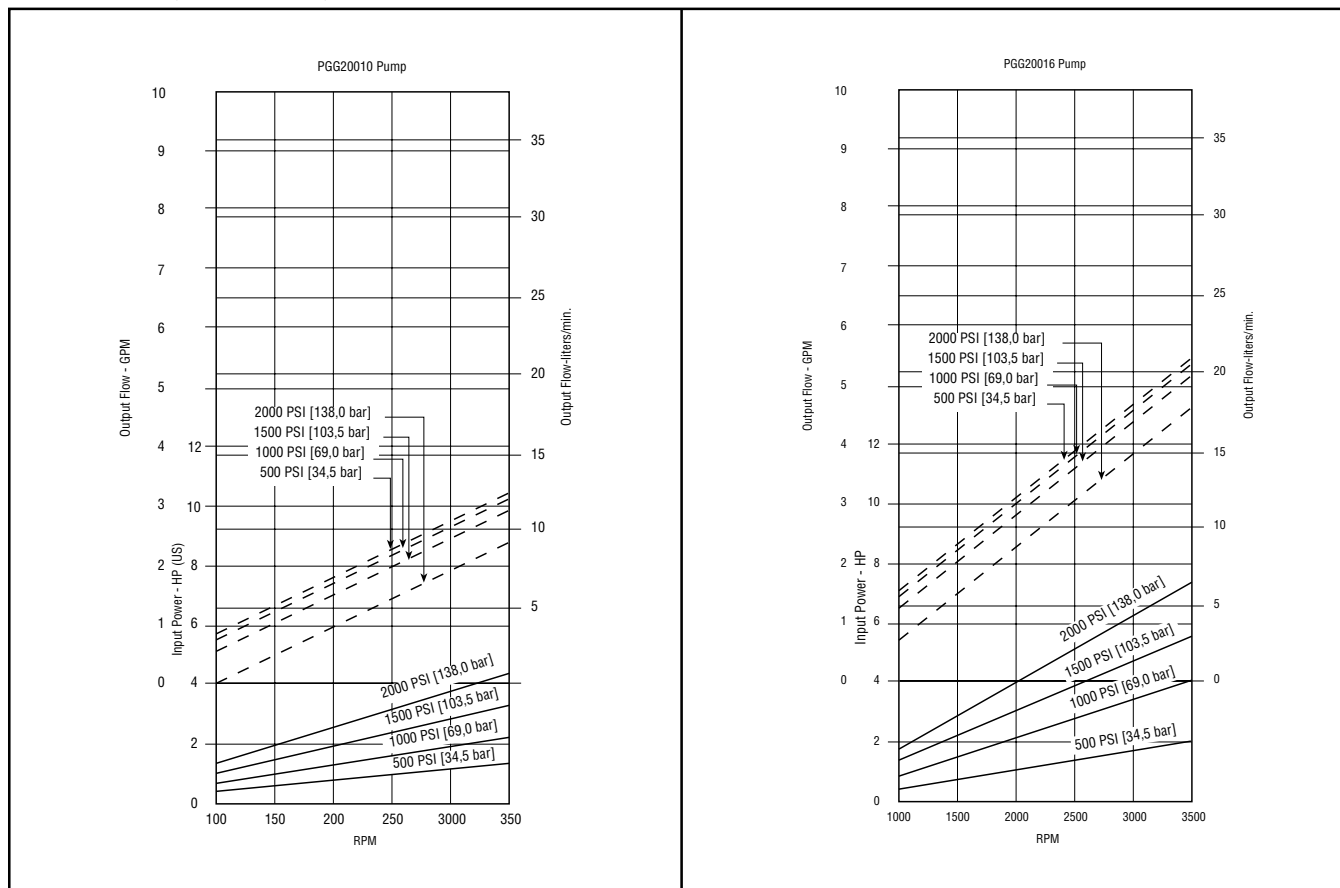 PGG20010 Pump
10
9
8
7
6
5
4 12
3 10
2 8
1 6
0 4
2
0
35
30
25
20
15
10
5
Output Flow - GPM
Input Power - HP (US)
Output Flow-liters/min.
2000 PSI [138,0 bar]
1500 PSI [103,5 bar]
1000 PSI [69,0 bar]
500 PSI [34,5 bar]
2000 PSI [138,0 bar]
1500 PSI [103,5 bar]
1000 PSI [69,0 bar]
500 PSI [34,5 bar]
100 150 200 250 300 350
RPM
PGG20016 Pump
10
9
8
7
6
5
4 12
3 10
2 8
1 6
0 4
2
0
35
30
25
20
15
10
5
0
Output Flow - GPM
Input Power - HP
Output Flow-liters/min.
2000 PSI [138,0 bar]
1500 PSI [103,5 bar]
1000 PSI [69,0 bar]
500 PSI [34,5 bar]
2000 PSI [138,0 bar]
1500 PSI [103,5 bar]
1000 PSI [69,0 bar]
500 PSI [34,5 bar]
1000 1500 2000 2500 3000 3500
RPM